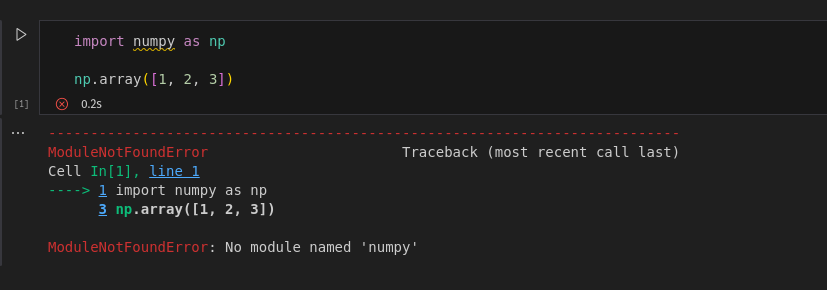 import numpy as np
np.array([1, 2, 3])
[1]
0.2s
...
---------------------------------------------------------------------------
ModuleNotFoundError                       Traceback (most recent call last)
Cell In[1], line 1
----> 1 import numpy as np
      3 np.array([1, 2, 3])
ModuleNotFoundError: No module named 'numpy'